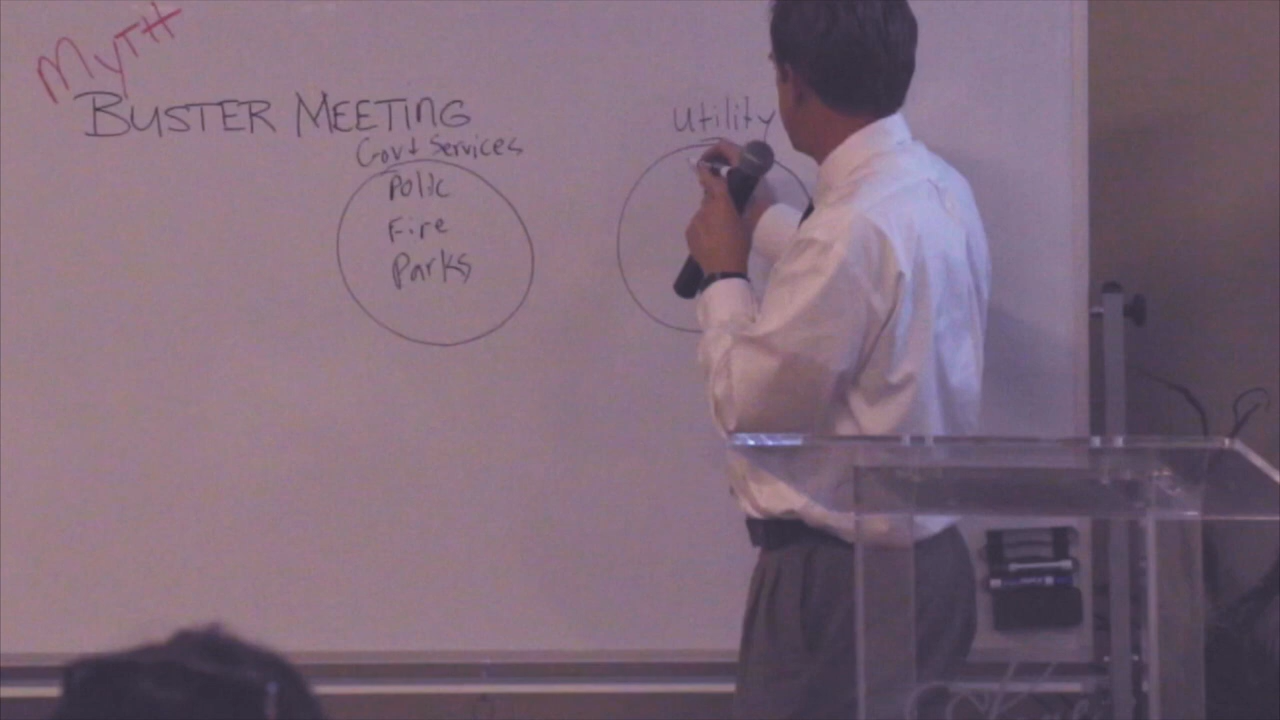 MYTH
BUSTER MEETING
Govt Services
Polic
Fire
Parks
Utility